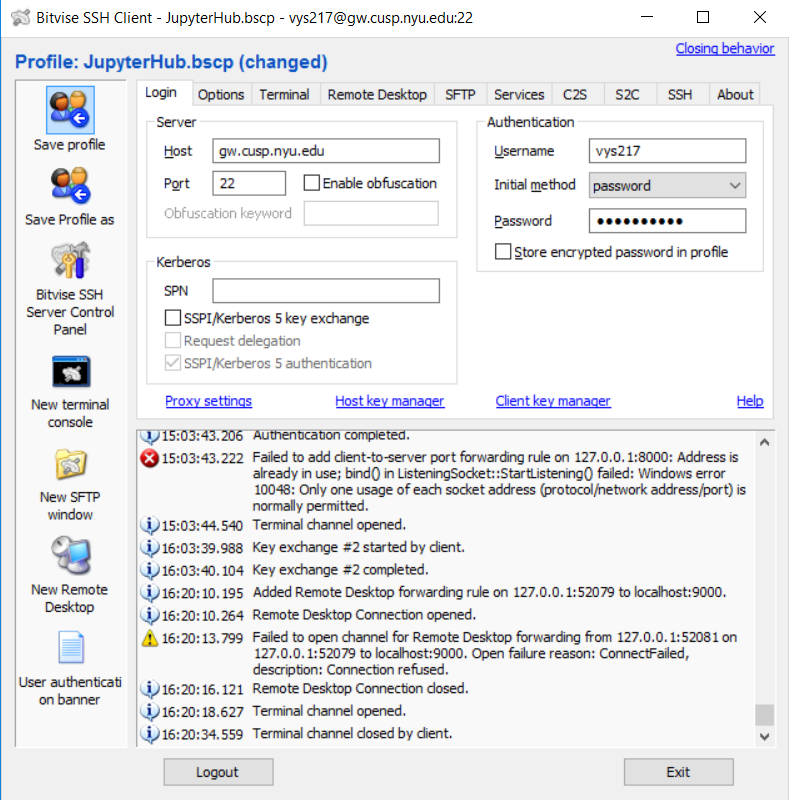 Bitvise SSH Client - JupyterHub.bscp - vys217@gw.cusp.nyu.edu:22
Profile: JupyterHub.bscp (changed)
Closing behavior
Save profile
Save Profile as
Bitvise SSH
Server Control
Panel
New terminal
console
New SFTP
window
New Remote
Desktop
User authenticati
on banner
Login Options Terminal Remote Desktop SFTP Services C2S S2C SSH About
Server
Host gw.cusp.nyu.edu
Port 22 Enable obfuscation
Obfuscation keyword
Kerberos
SPN
SSPI/Kerberos 5 key exchange
Request delegation
SSPI/Kerberos 5 authentication
Authentication
Username vys217
Initial method password
Password ●●●●●●●●●●
Store encrypted password in profile
Proxy settings Host key manager Client key manager Help
15:03:43.206 Authentication completed.
15:03:43.222 Failed to add client-to-server port forwarding rule on 127.0.0.1:8000: Address is
already in use; bind() in ListeningSocket::StartListening() failed: Windows error
10048: Only one usage of each socket address (protocol/network address/port) is
normally permitted.
15:03:44.540 Terminal channel opened.
16:03:39.988 Key exchange #2 started by client.
16:03:40.104 Key exchange #2 completed.
16:20:10.195 Added Remote Desktop forwarding rule on 127.0.0.1:52079 to localhost:9000.
16:20:10.264 Remote Desktop Connection opened.
16:20:13.799 Failed to open channel for Remote Desktop forwarding from 127.0.0.1:52081 on
127.0.0.1:52079 to localhost:9000. Open failure reason: ConnectFailed,
description: Connection refused.
16:20:16.121 Remote Desktop Connection closed.
16:20:18.627 Terminal channel opened.
16:20:34.559 Terminal channel closed by client.
Logout Exit